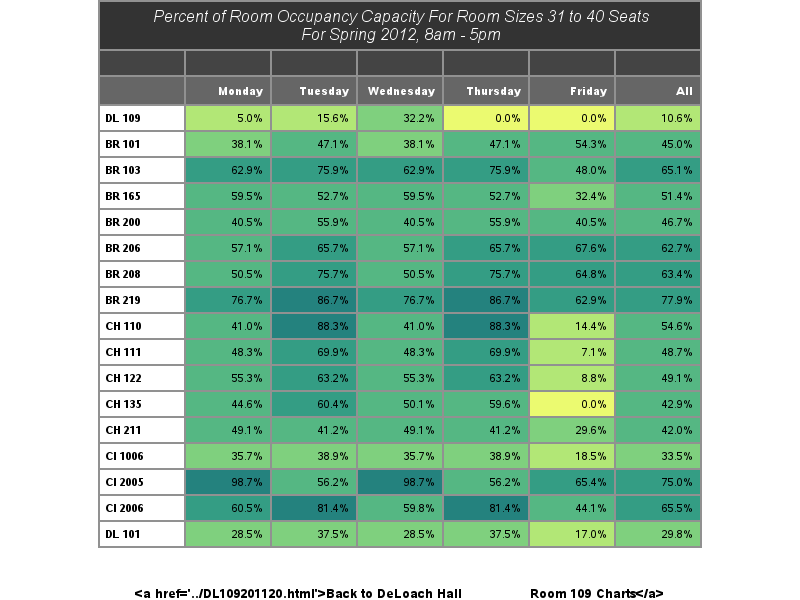 Percent of Room Occupancy Capacity For Room Sizes 31 to 40 Seats
For Spring 2012, 8am - 5pm
Monday Tuesday Wednesday Thursday Friday All
DL 109 5.0% 15.6% 32.2% 0.0% 0.0% 10.6%
BR 101 38.1% 47.1% 38.1% 47.1% 54.3% 45.0%
BR 103 62.9% 75.9% 62.9% 75.9% 48.0% 65.1%
BR 165 59.5% 52.7% 59.5% 52.7% 32.4% 51.4%
BR 200 40.5% 55.9% 40.5% 55.9% 40.5% 46.7%
BR 206 57.1% 65.7% 57.1% 65.7% 67.6% 62.7%
BR 208 50.5% 75.7% 50.5% 75.7% 64.8% 63.4%
BR 219 76.7% 86.7% 76.7% 86.7% 62.9% 77.9%
CH 110 41.0% 88.3% 41.0% 88.3% 14.4% 54.6%
CH 111 48.3% 69.9% 48.3% 69.9% 7.1% 48.7%
CH 122 55.3% 63.2% 55.3% 63.2% 8.8% 49.1%
CH 135 44.6% 60.4% 50.1% 59.6% 0.0% 42.9%
CH 211 49.1% 41.2% 49.1% 41.2% 29.6% 42.0%
CI 1006 35.7% 38.9% 35.7% 38.9% 18.5% 33.5%
CI 2005 98.7% 56.2% 98.7% 56.2% 65.4% 75.0%
CI 2006 60.5% 81.4% 59.8% 81.4% 44.1% 65.5%
DL 101 28.5% 37.5% 28.5% 37.5% 17.0% 29.8%
<a href='../DL109201120.html'>Back to DeLoach Hall Room 109 Charts</a>